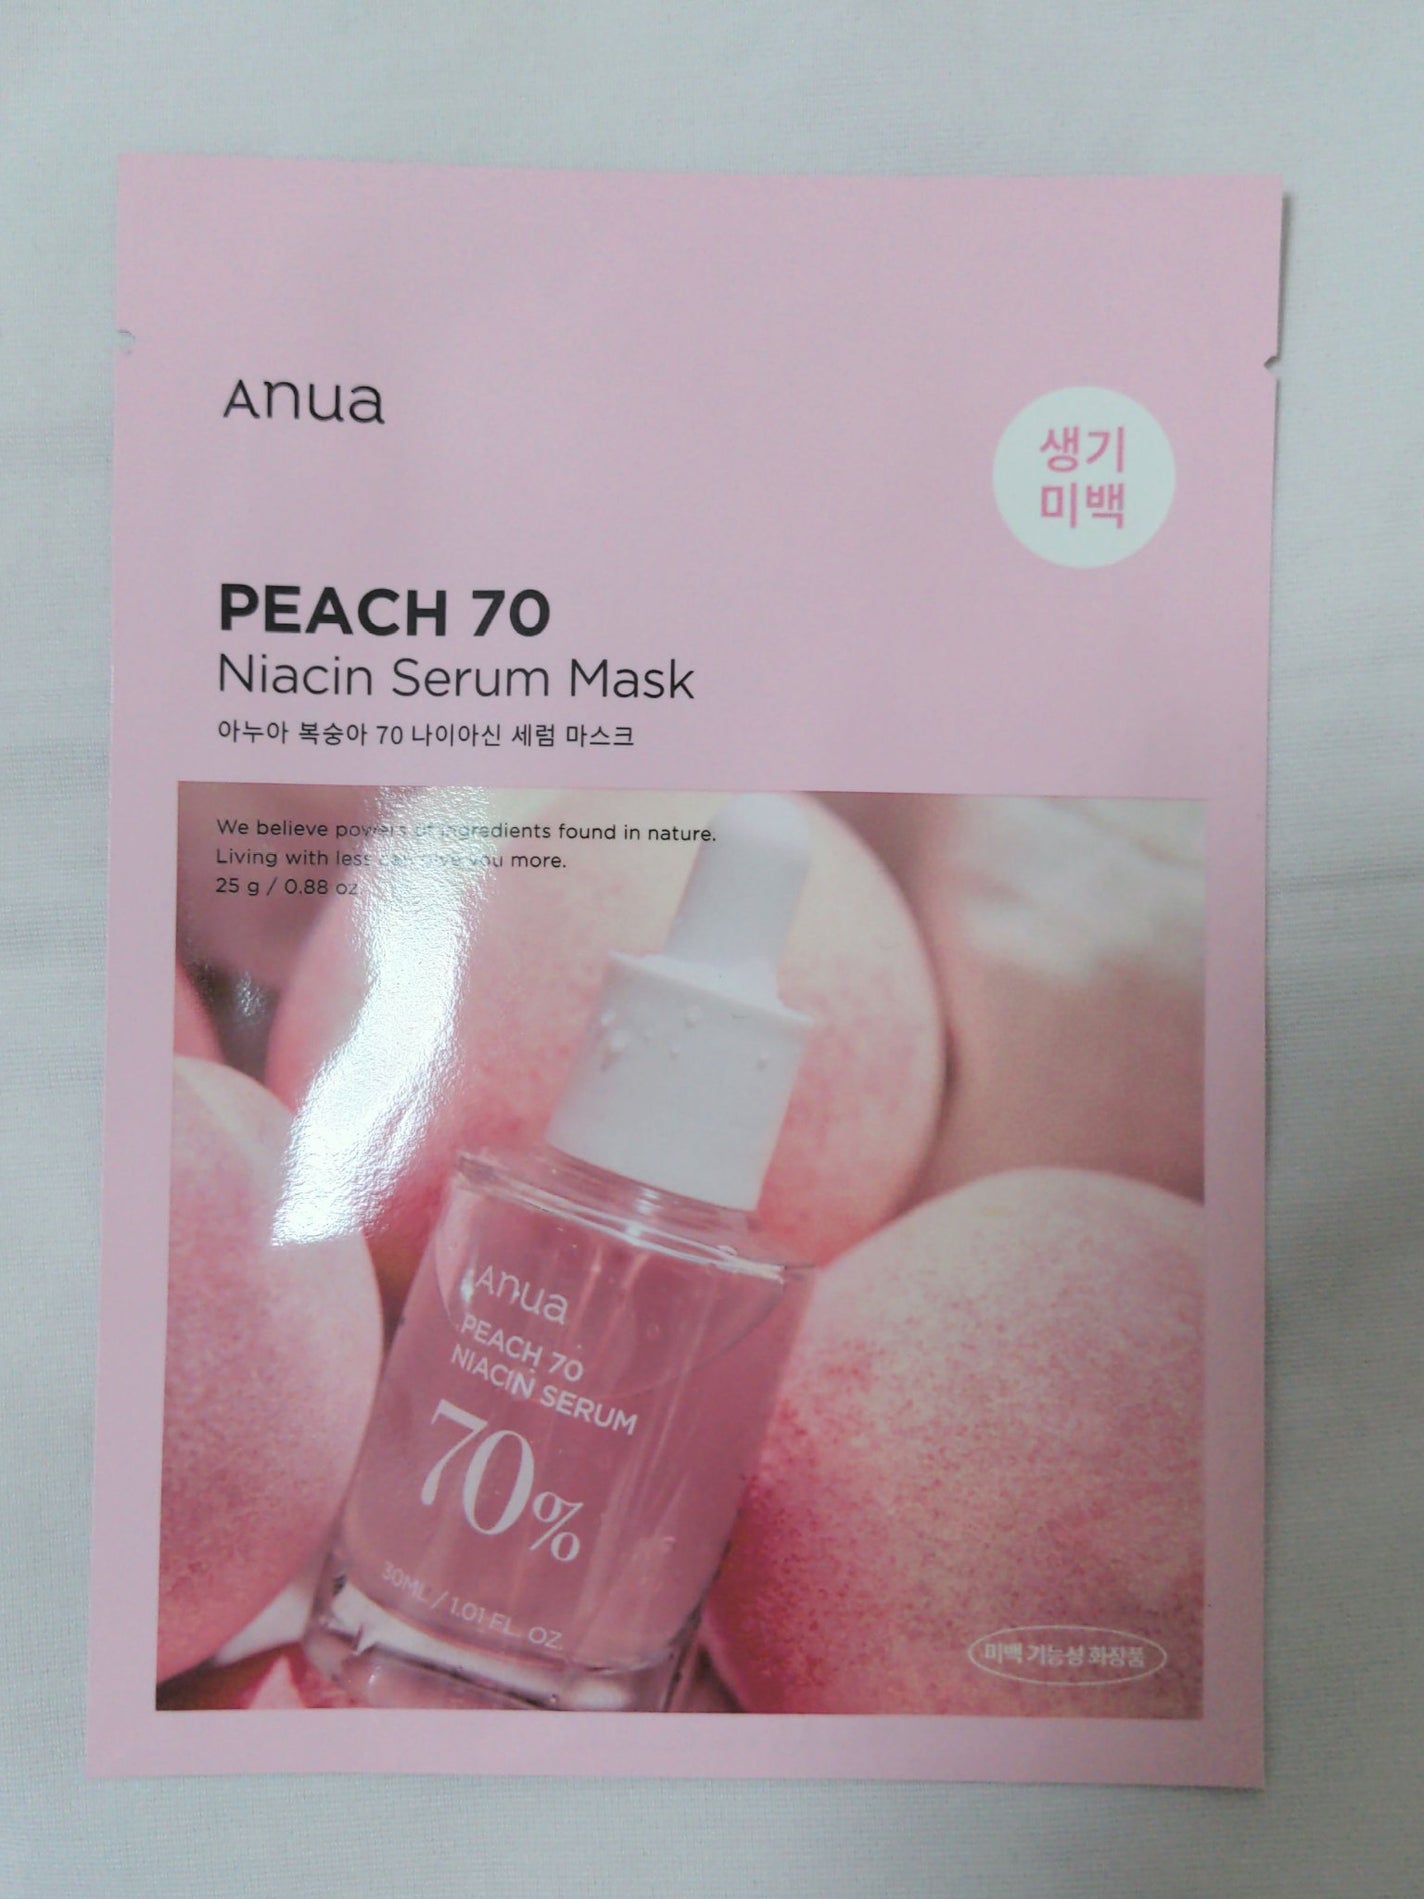 Anua
생기
미백
PEACH 70
Niacin Serum Mask
아누아 복숭아 70 나이아신 세럼 마스크
We believe powers of ingredients found in nature.
Living with less can give you more.
25 g / 0.88 oz.
Anua
PEACH 70
NIACIN SERUM
70%
30ML / 1.01 FL. OZ.
미백 기능성 화장품